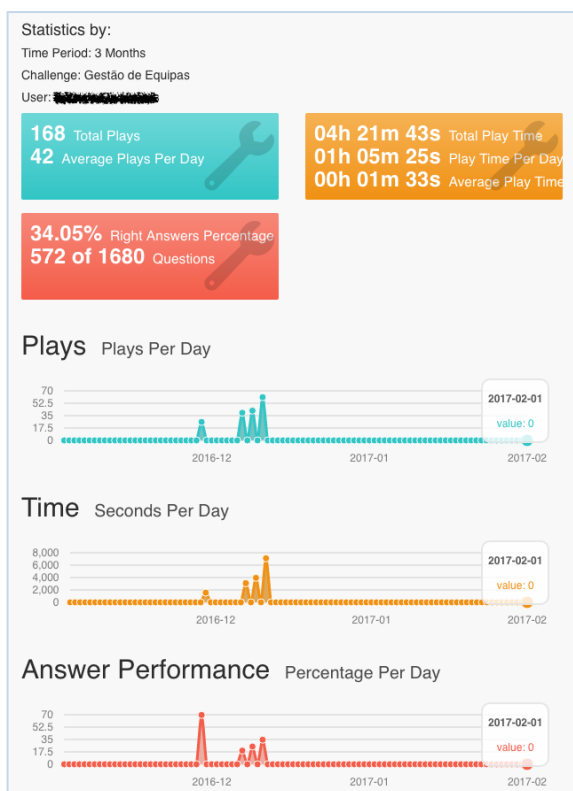 Statistics by:
Time Period: 3 Months
Challenge: Gestão de Equipas
User:
168 Total Plays
42 Average Plays Per Day
04h 21m 43s Total Play Time
01h 05m 25s Play Time Per Day
00h 01m 33s Average Play Time
34.05% Right Answers Percentage
572 of 1680 Questions
Plays Plays Per Day
70
52.5
35
17.5
0
2017-02-01
value: 0
2016-12 2017-01 2017-02
Time Seconds Per Day
8,000
6,000
4,000
2,000
0
2017-02-01
value: 0
2016-12 2017-01 2017-02
Answer Performance Percentage Per Day
70
52.5
35
17.5
0
2017-02-01
value: 0
2016-12 2017-01 2017-02